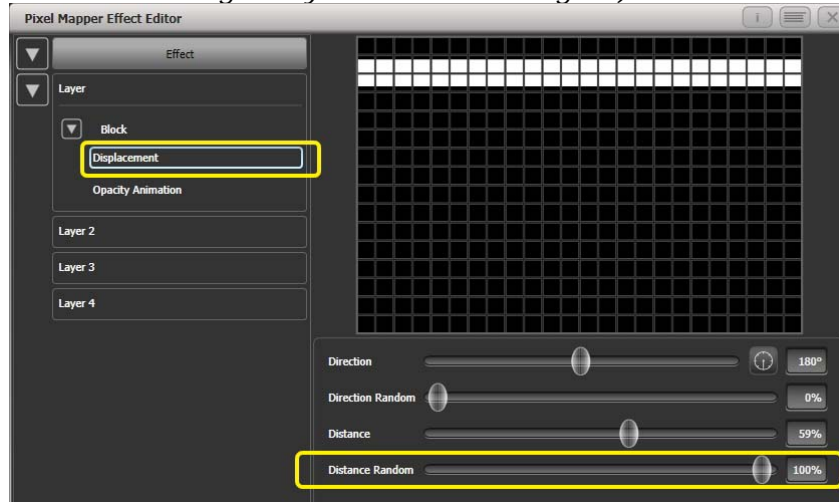 Pixel Mapper Effect Editor
Effect
Layer
Block
Displacement
Opacity Animation
Layer 2
Layer 3
Layer 4
Direction 180°
Direction Random 0%
Distance 59%
Distance Random 100%